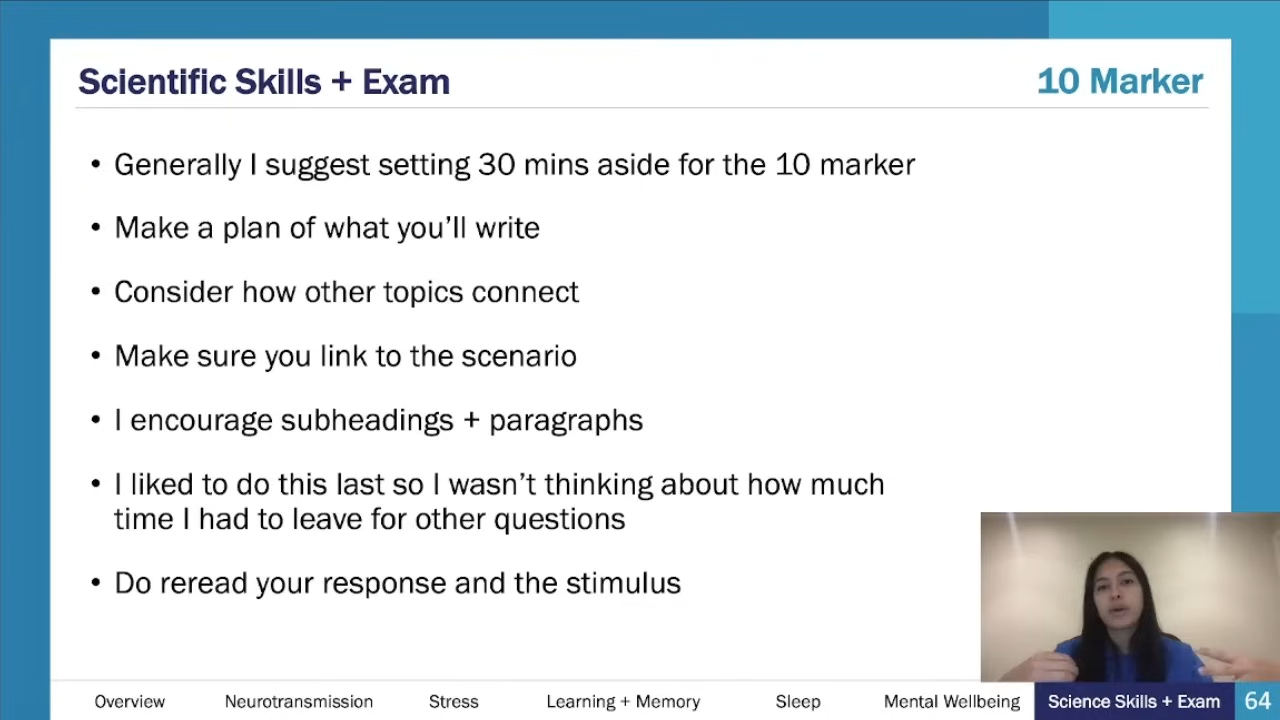 Scientific Skills + Exam
10 Marker
• Generally I suggest setting 30 mins aside for the 10 marker
• Make a plan of what you'll write
• Consider how other topics connect
• Make sure you link to the scenario
• I encourage subheadings + paragraphs
• I liked to do this last so I wasn't thinking about how much
time I had to leave for other questions
• Do reread your response and the stimulus
Overview
Neurotransmission
Stress
Learning + Memory
Sleep
Mental Wellbeing
Science Skills + Exam
64